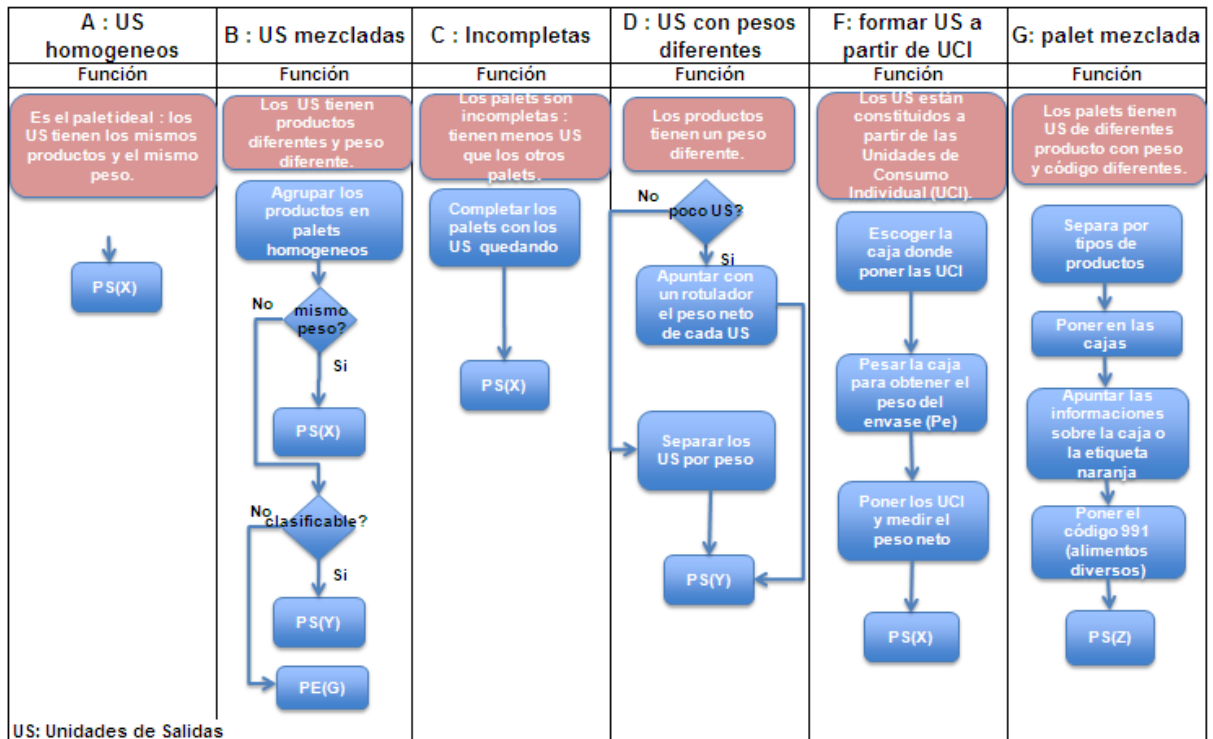 A : US
homogeneos
Función
Es el palet ideal : los
US tienen los mismos
productos y el mismo
peso.
PS(X)
B : US mezcladas
Función
Los US tienen
productos
diferentes y peso
diferente.
Agrupar los
productos en
palets
homogeneos
mismo
peso?
No
Si
PS(X)
clasificable?
No
Si
PS(Y)
PE(G)
C : Incompletas
Función
Los palets son
incompletas :
tienen menos US
que los otros
palets.
Completar los
palets con los
US quedando
PS(X)
D : US con pesos
diferentes
Función
Los productos
tienen un peso
diferente.
No
poco US?
Si
Apuntar con
un rotulador
el peso neto
de cada US
Separar los
US por peso
PS(Y)
F: formar US a
partir de UCI
Función
Los US están
constituidos a
partir de las
Unidades de
Consumo
Individual (UCI).
Escoger la
caja donde
poner las UCI
Pesar la caja
para obtener el
peso del
envase (Pe)
Poner los UCI
y medir el
peso neto
PS(X)
G: palet mezclada
Función
Los palets tienen
US de diferentes
producto con peso
y código diferentes.
Separa por
tipos de
productos
Poner en las
cajas
Apuntar las
informaciones
sobre la caja o
la etiqueta
naranja
Poner el
código 991
(alimentos
diversos)
PS(Z)
US: Unidades de Salidas